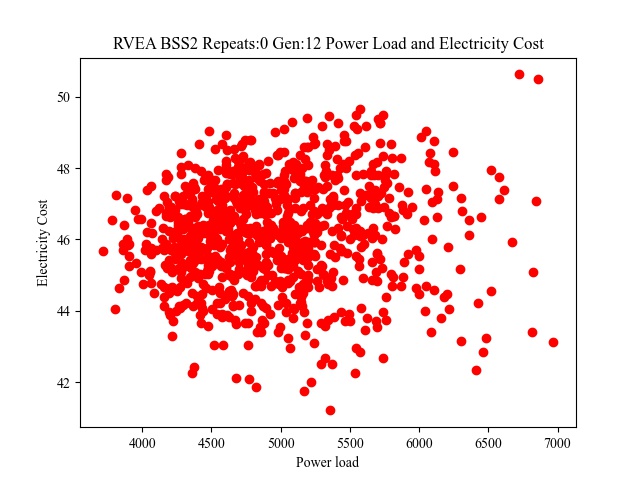 RVEA BSS2 Repeats:0 Gen:12 Power Load and Electricity Cost
50
48
46
44
42
Electricity Cost
4000 4500 5000 5500 6000 6500 7000
Power load